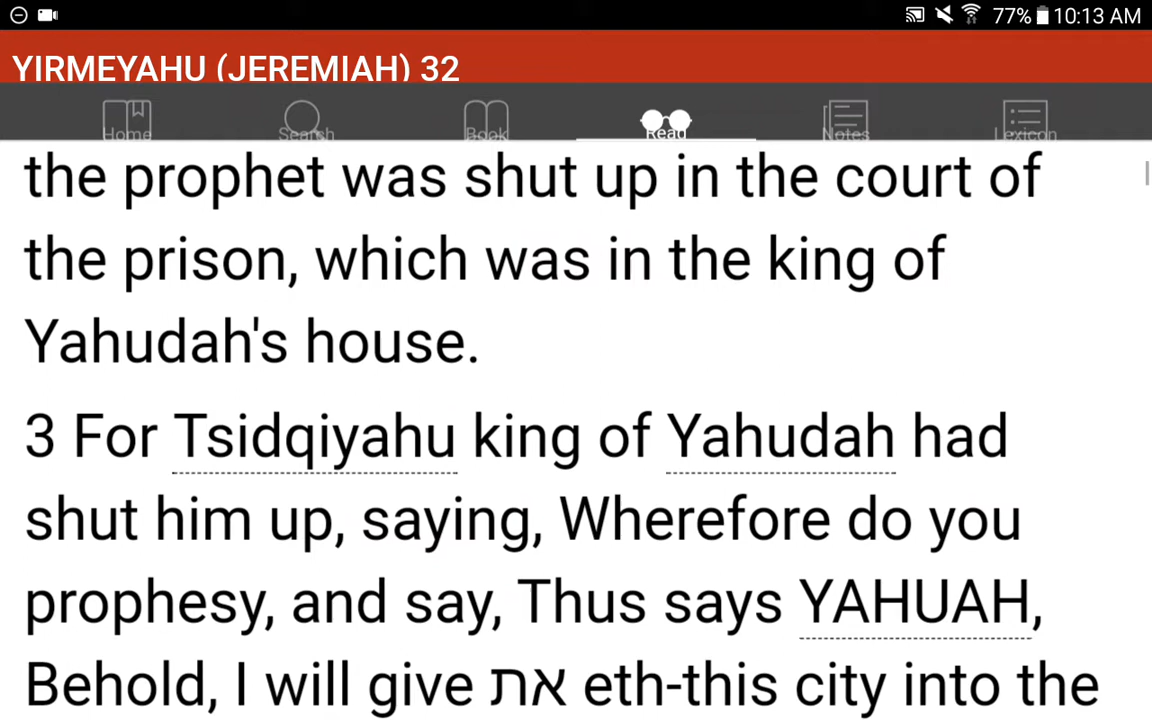 77% 10:13 AM
YIRMEYAHU (JEREMIAH) 32
Home Search Book Read Notes Lexicon
the prophet was shut up in the court of
the prison, which was in the king of
Yahudah's house.
3 For Tsidqiyahu king of Yahudah had
shut him up, saying, Wherefore do you
prophesy, and say, Thus says YAHUAH,
Behold, I will give את eth-this city into the